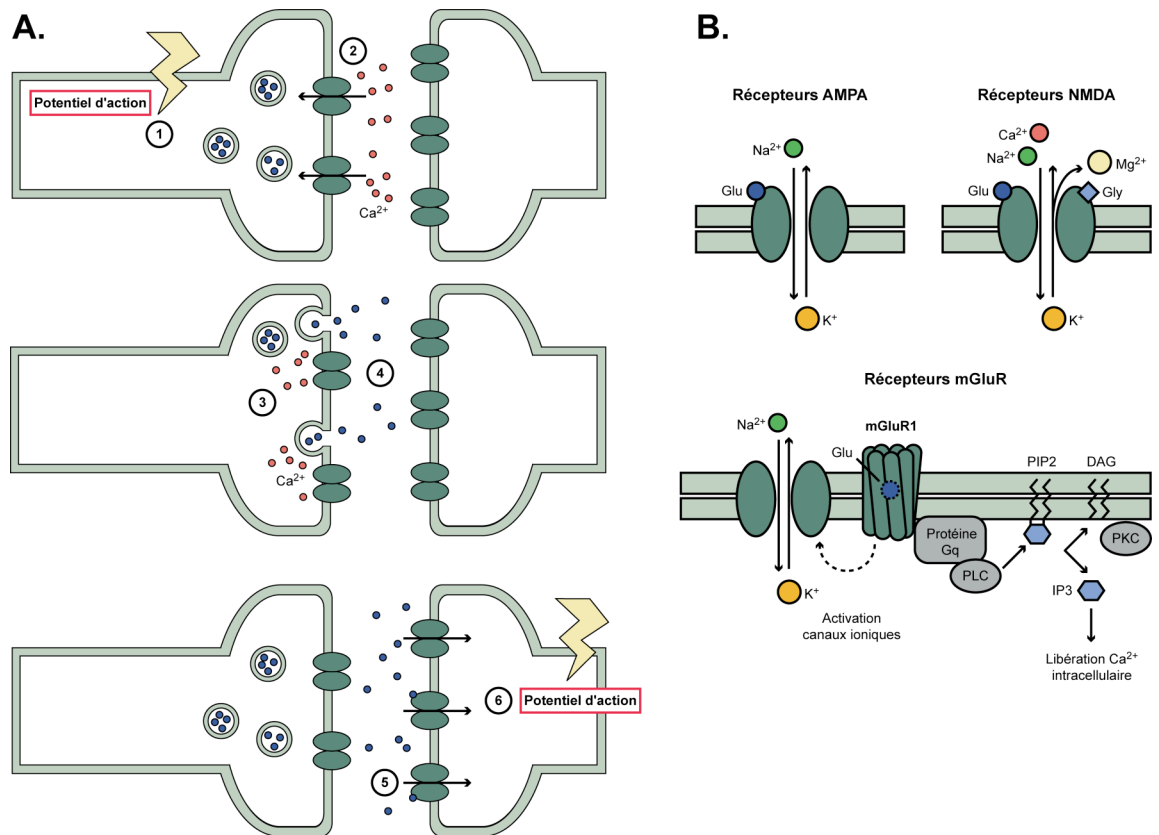 A.
2
Potentiel d'action
1
Ca²⁺
3
4
Ca²⁺
6
Potentiel d'action
5
B.
Récepteurs AMPA
Na²⁺
Glu
K⁺
Récepteurs NMDA
Ca²⁺
Na²⁺
Mg²⁺
Glu
Gly
K⁺
Récepteurs mGluR
Na²⁺
mGluR1
Glu
PIP2
DAG
Protéine
Gq
PLC
PKC
IP3
K⁺
Activation
canaux ioniques
Libération Ca²⁺
intracellulaire